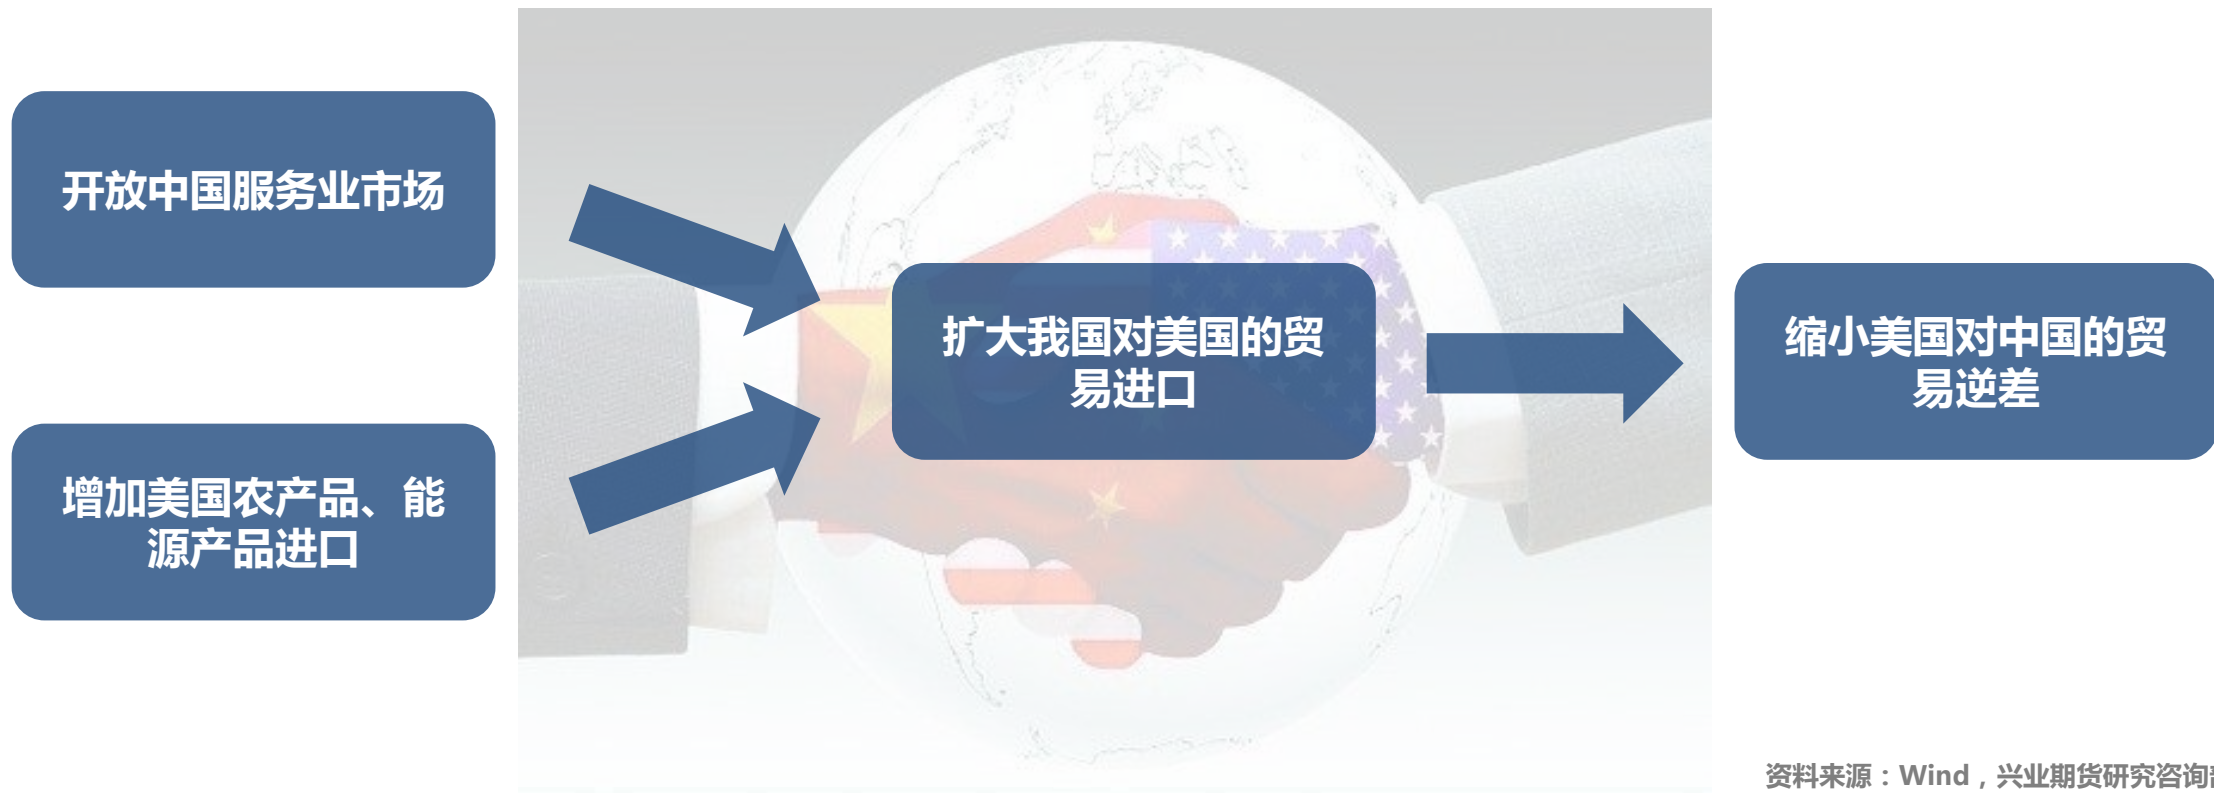 开放中国服务业市场
增加美国农产品、能
源产品进口
扩大我国对美国的贸
易进口
缩小美国对中国的贸
易逆差
资料来源：Wind，兴业期货研究咨询